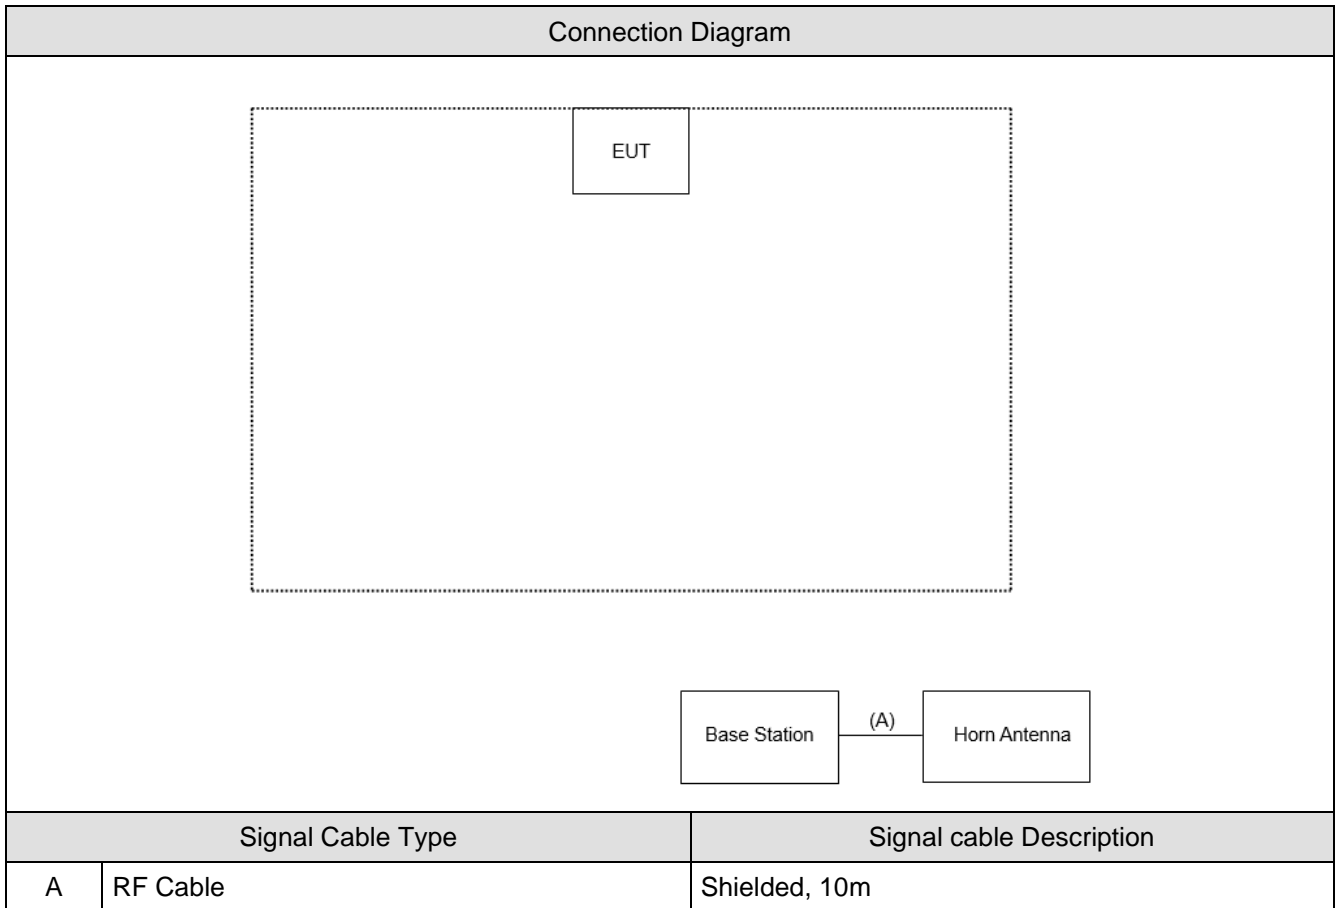 Connection Diagram
EUT
Base Station
(A)
Horn Antenna
Signal Cable Type
Signal cable Description
A
RF Cable
Shielded, 10m